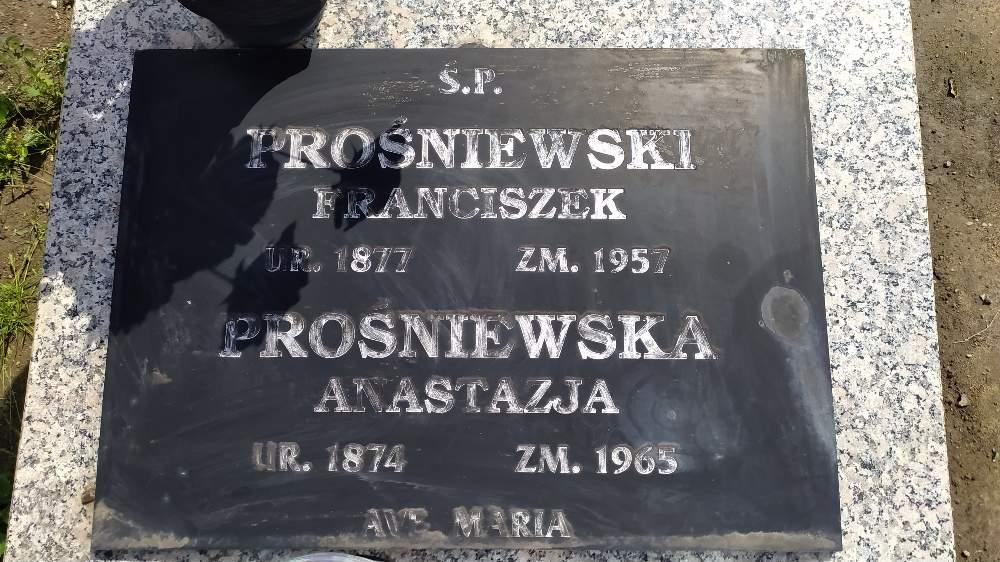 Ś.P.
PROŚNIEWSKI
FRANCISZEK
UR. 1877 ZM. 1957
PROŚNIEWSKA
ANASTAZJA
UR. 1874 ZM. 1965
AVE MARIA